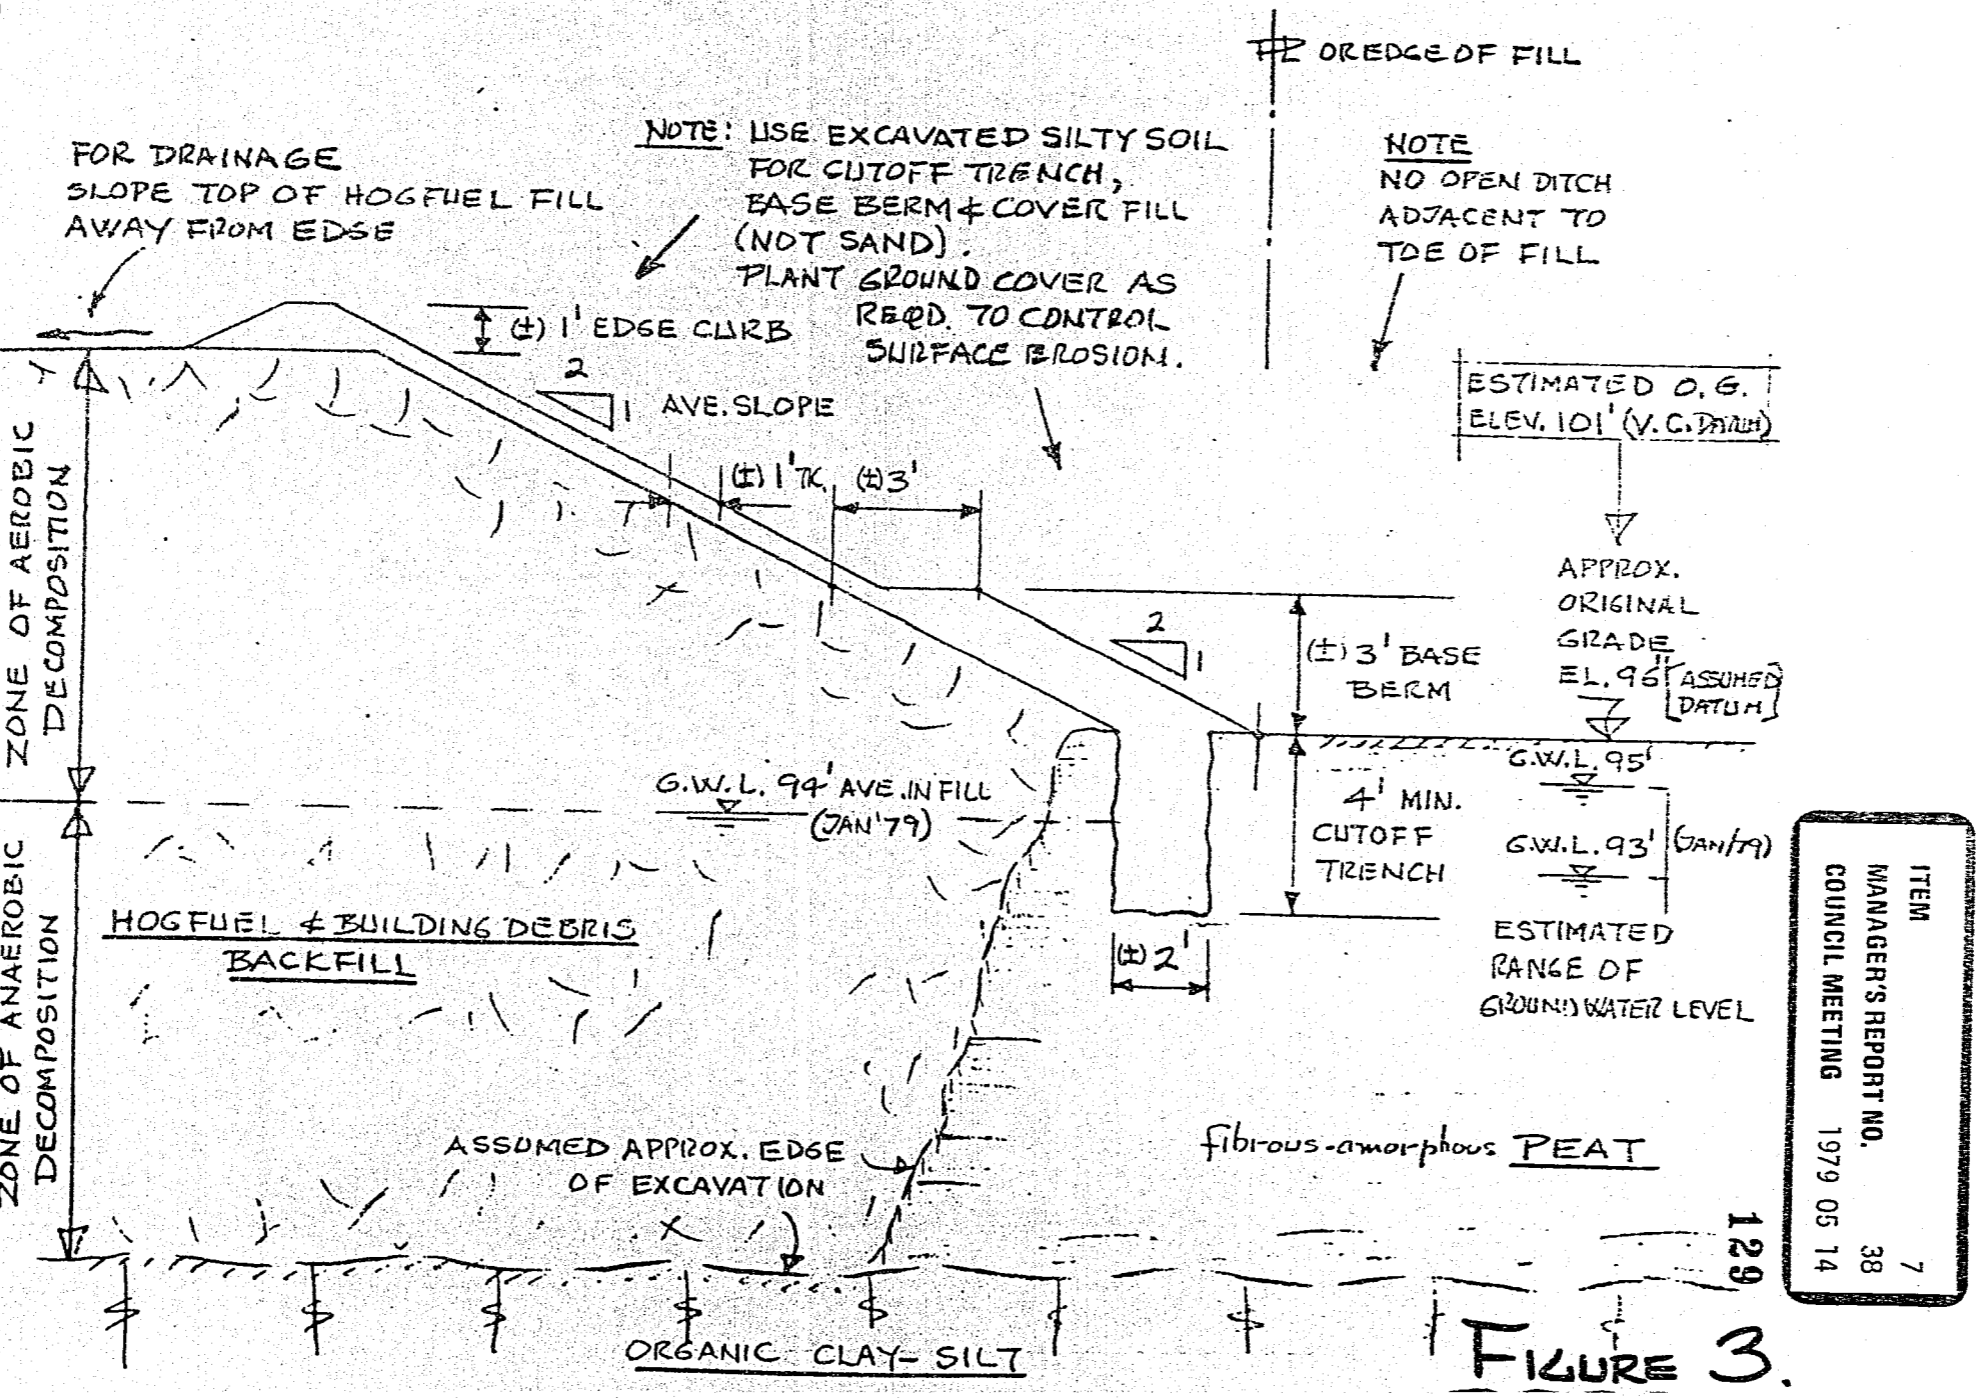 PL OR EDGE OF FILL
FOR DRAINAGE
SLOPE TOP OF HOGFUEL FILL
AWAY FROM EDGE
NOTE: USE EXCAVATED SILTY SOIL
FOR CUTOFF TRENCH,
BASE BERM & COVER FILL
(NOT SAND).
PLANT GROUND COVER AS
REQD. TO CONTROL
SURFACE EROSION.
NOTE
NO OPEN DITCH
ADJACENT TO
TOE OF FILL
(±) 1' EDGE CURB
2
1
AVE. SLOPE
(±) 1' TK.
(±) 3'
ESTIMATED O.G.
ELEV. 101' (V.C. DATUM)
APPROX.
ORIGINAL
GRADE
EL. 96' [ASSUMED
DATUM]
2
1
(±) 3' BASE
BERM
ZONE OF AEROBIC
DECOMPOSITION
G.W.L. 94' AVE. IN FILL
(JAN '79)
4' MIN.
CUTOFF
TRENCH
G.W.L. 95'
G.W.L. 93'
(JAN/79)
ESTIMATED
RANGE OF
GROUND WATER LEVEL
(±) 2'
ZONE OF ANAEROBIC
DECOMPOSITION
HOGFUEL & BUILDING DEBRIS
BACKFILL
ASSUMED APPROX. EDGE
OF EXCAVATION
fibrous-amorphous PEAT
ORGANIC CLAY-SILT
ITEM 7
MANAGER'S REPORT NO. 38
COUNCIL MEETING 1979 05 14
129
FIGURE 3.